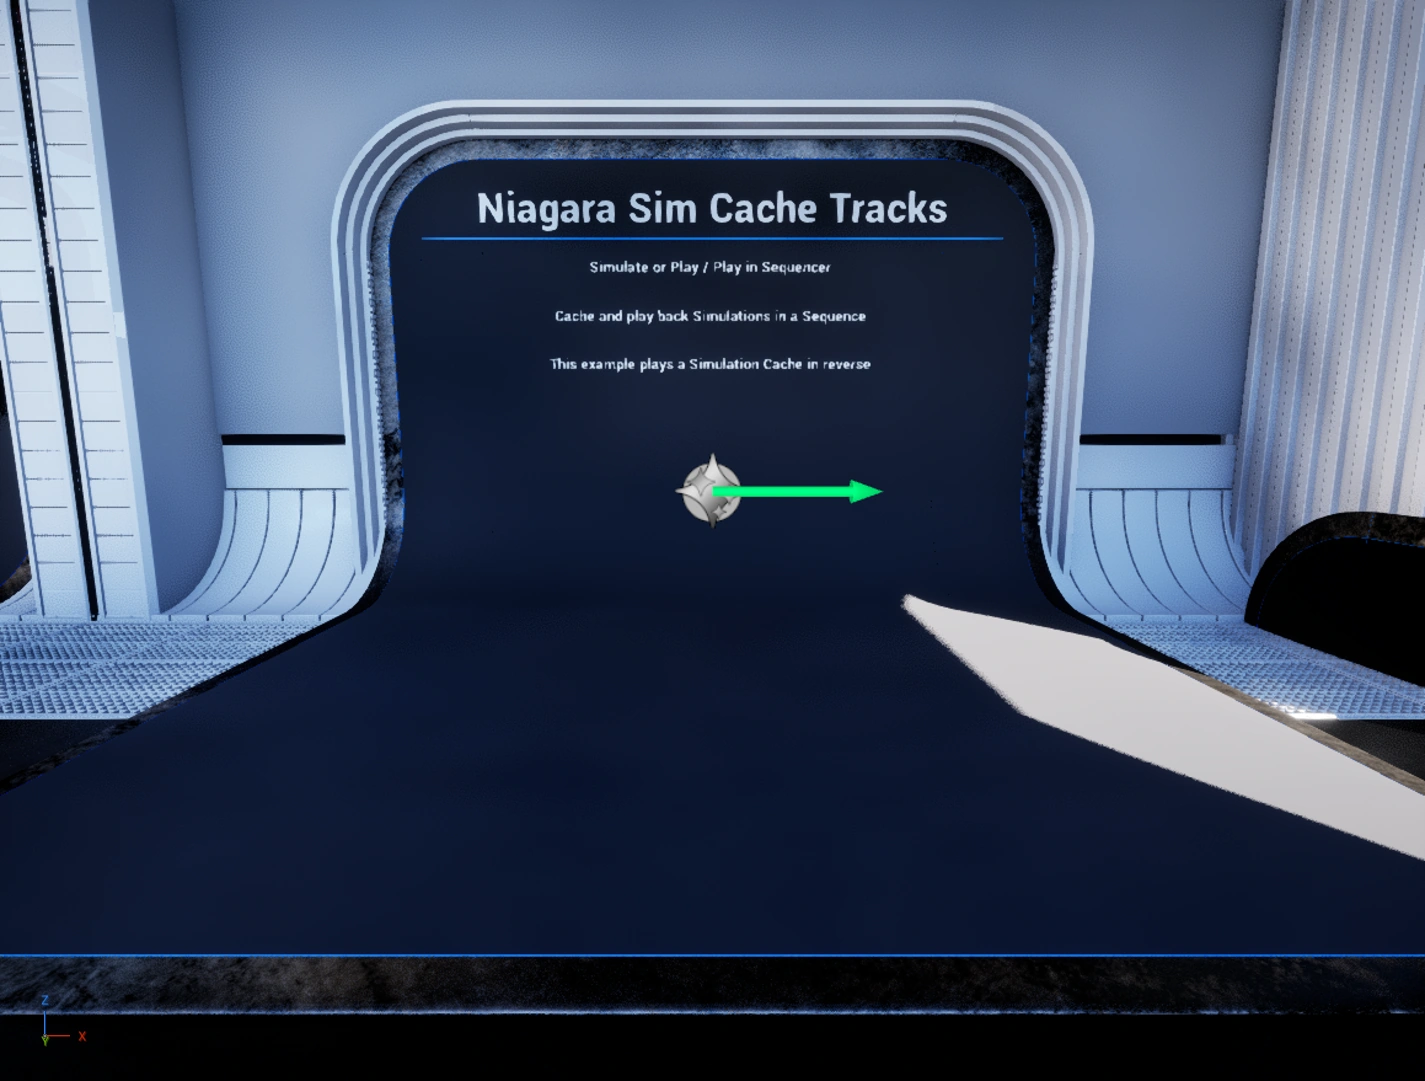 Niagara Sim Cache Tracks
Simulate or Play / Play in Sequencer
Cache and play back Simulations in a Sequence
This example plays a Simulation Cache in reverse
Z
X
Y